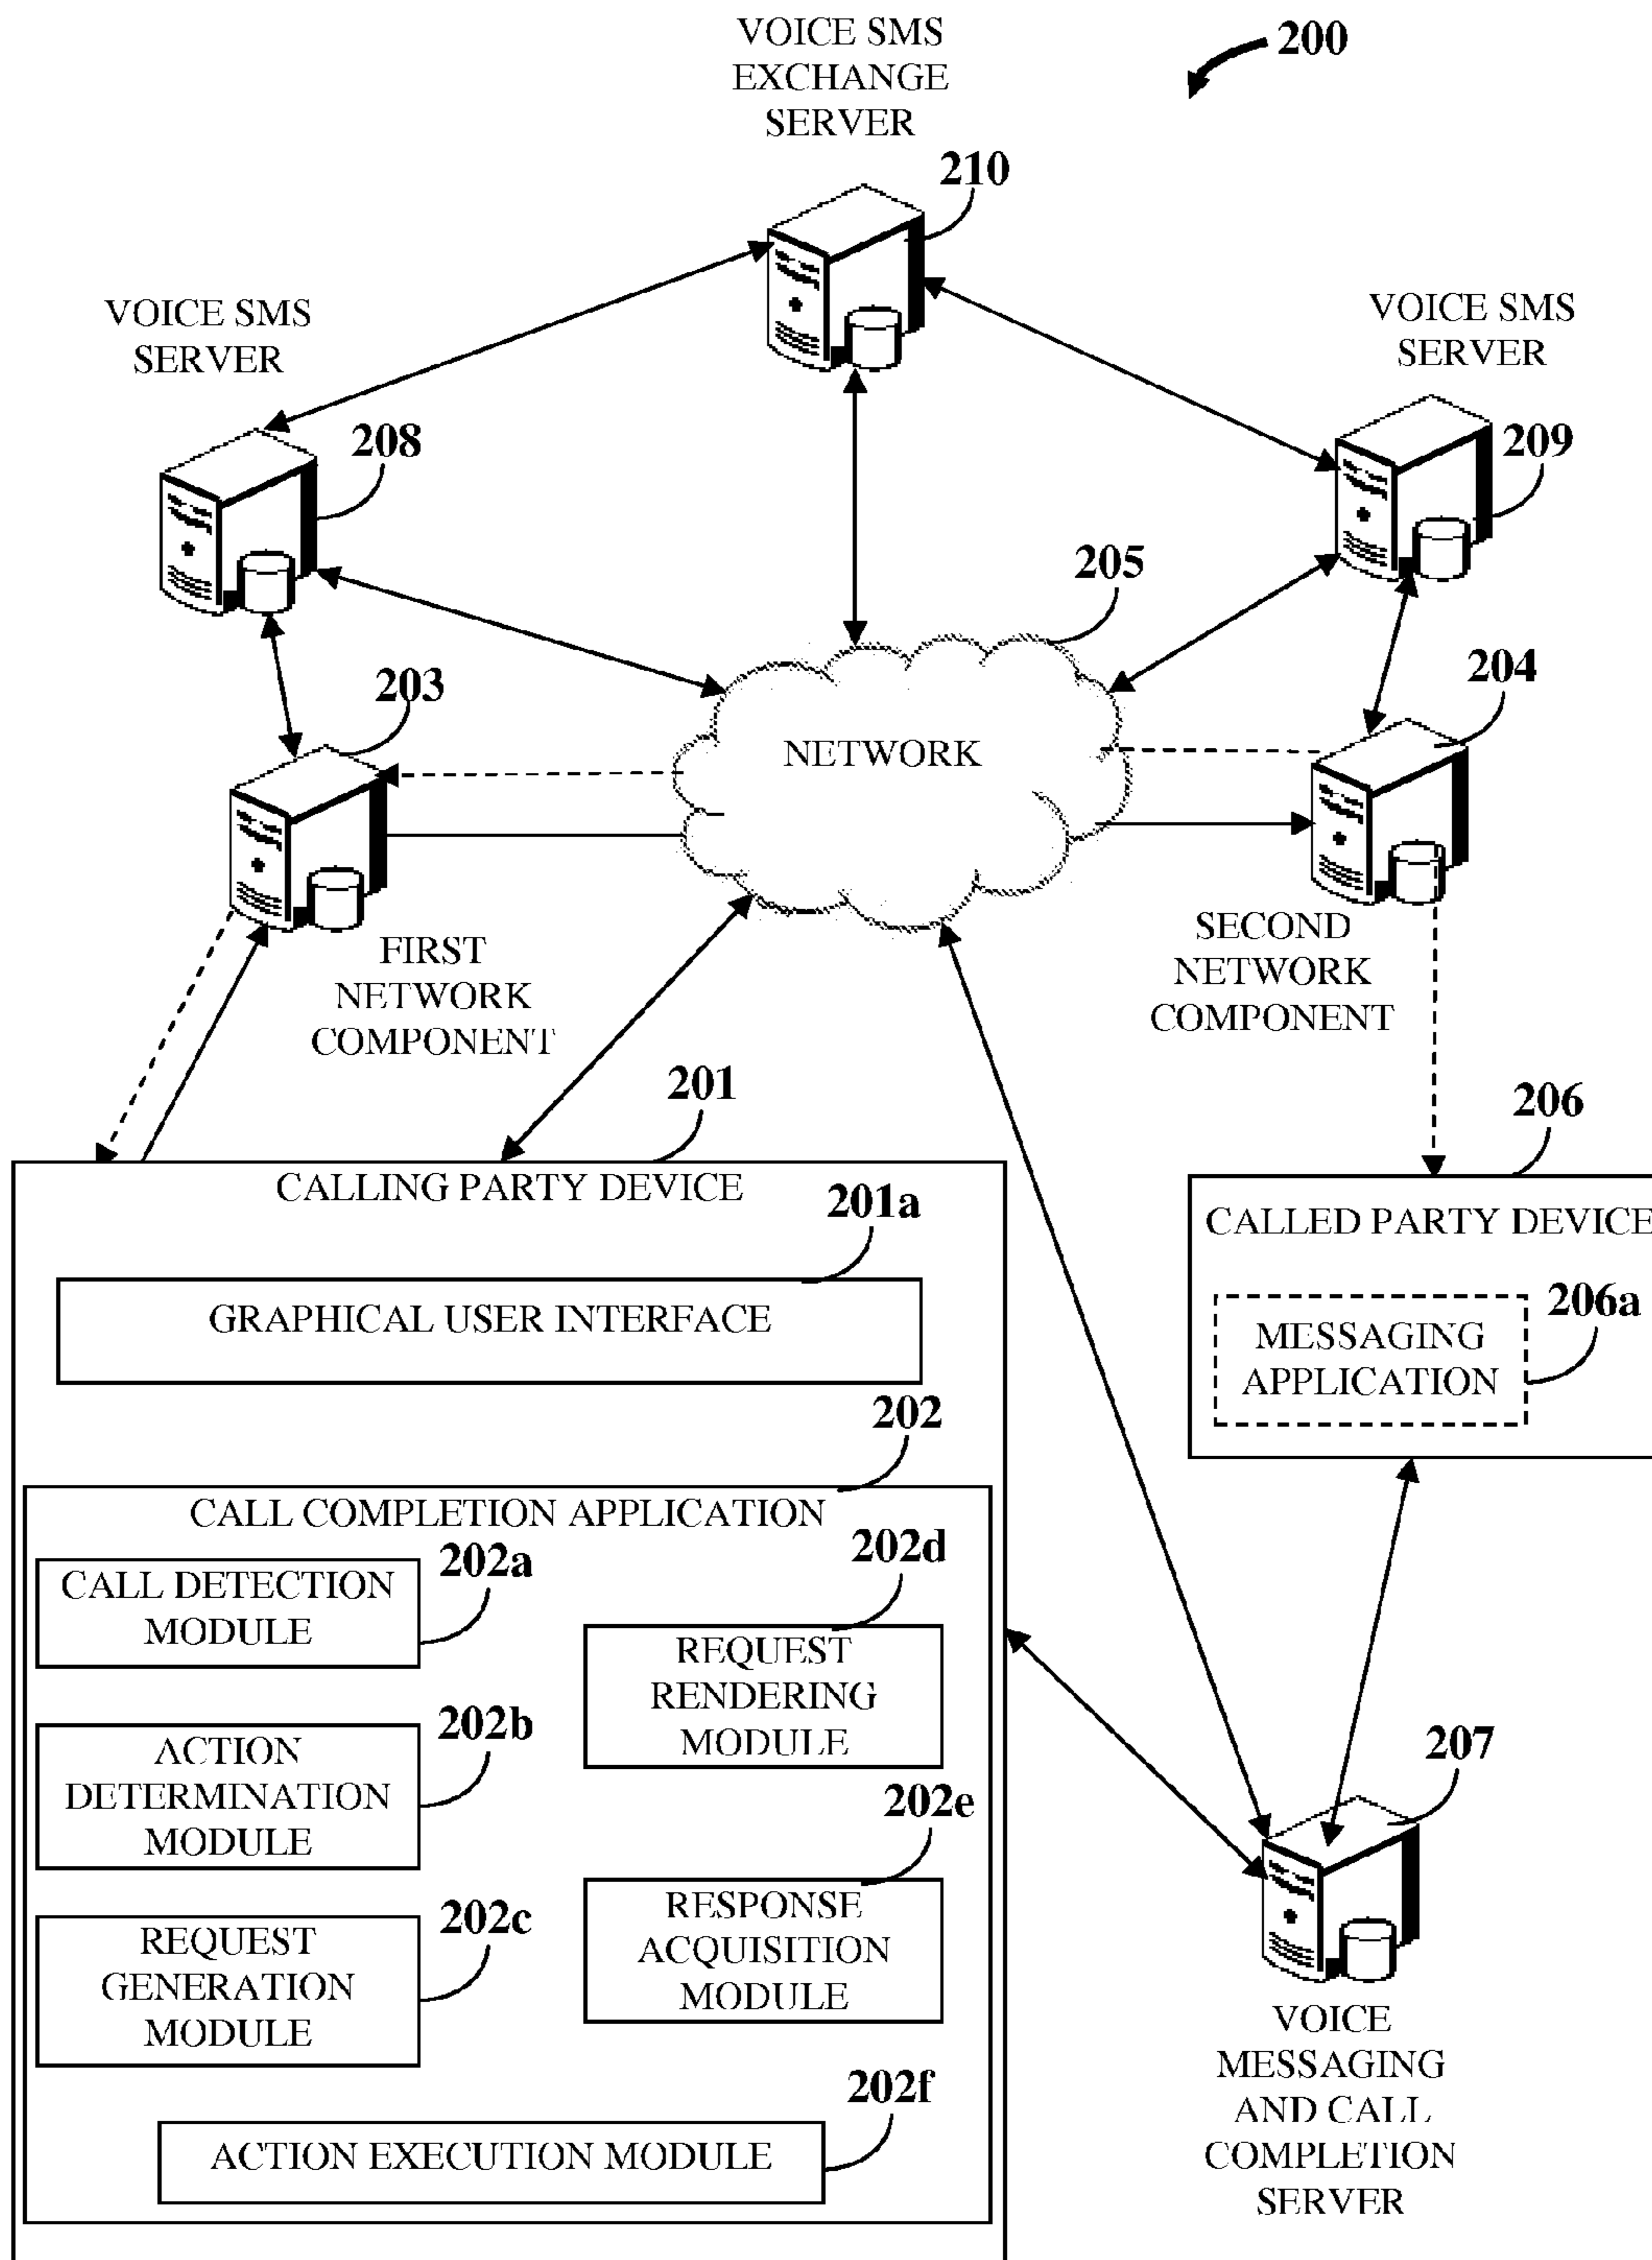 VOICE SMS
EXCHANGE
SERVER
200
210
VOICE SMS
SERVER
VOICE SMS
SERVER
208
209
205
203
204
NETWORK
FIRST
NETWORK
COMPONENT
SECOND
NETWORK
COMPONENT
201
206
CALLING PARTY DEVICE
201a
GRAPHICAL USER INTERFACE
CALLED PARTY DEVICE
206a
MESSAGING
APPLICATION
202
CALL COMPLETION APPLICATION
202a
CALL DETECTION
MODULE
202d
REQUEST
RENDERING
MODULE
202b
ACTION
DETERMINATION
MODULE
202e
RESPONSE
ACQUISITION
MODULE
202c
REQUEST
GENERATION
MODULE
202f
ACTION EXECUTION MODULE
207
VOICE
MESSAGING
AND CALL
COMPLETION
SERVER